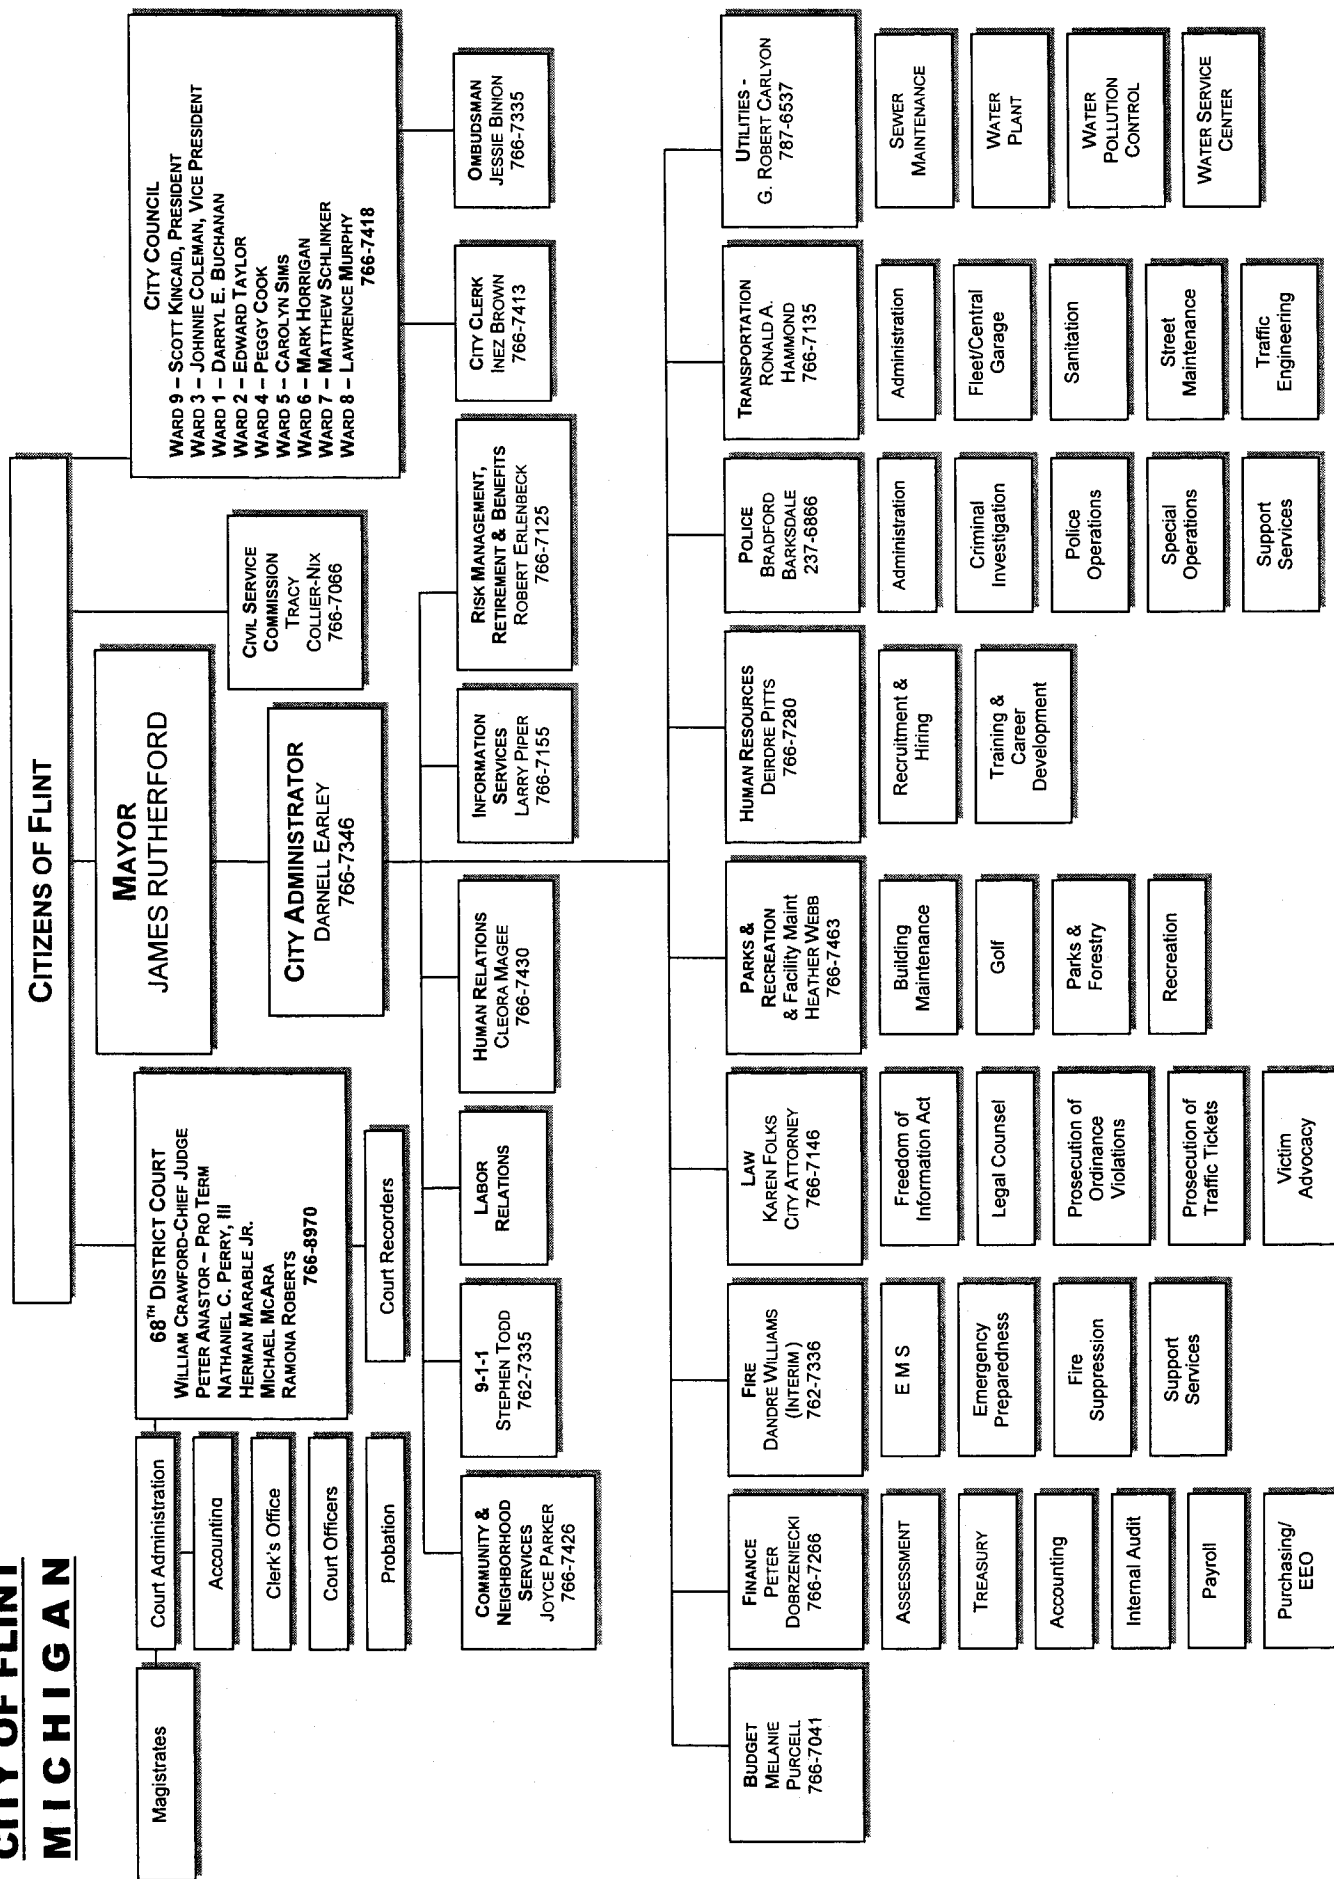 CITY OF FLINT
MICHIGAN
CITIZENS OF FLINT
68TH DISTRICT COURT
WILLIAM CRAWFORD-CHIEF JUDGE
PETER ANASTOR – PRO TERM
NATHANIEL C. PERRY, III
HERMAN MARABLE JR.
MICHAEL MCARA
RAMONA ROBERTS
766-8970
MAYOR
JAMES RUTHERFORD
CIVIL SERVICE
COMMISSION
TRACY
COLLIER-NIX
766-7066
CITY COUNCIL
WARD 9 – SCOTT KINCAID, PRESIDENT
WARD 3 – JOHNNIE COLEMAN, VICE PRESIDENT
WARD 1 – DARRYL E. BUCHANAN
WARD 2 – EDWARD TAYLOR
WARD 4 – PEGGY COOK
WARD 5 – CAROLYN SIMS
WARD 6 – MARK HORRIGAN
WARD 7 – MATTHEW SCHLINKER
WARD 8 – LAWRENCE MURPHY
766-7418
Magistrates
Court Administration
Accounting
Clerk's Office
Court Officers
Probation
Court Recorders
CITY ADMINISTRATOR
DARNELL EARLEY
766-7346
COMMUNITY &
NEIGHBORHOOD
SERVICES
JOYCE PARKER
766-7426
9-1-1
STEPHEN TODD
762-7335
LABOR
RELATIONS
HUMAN RELATIONS
CLEORA MAGEE
766-7430
INFORMATION
SERVICES
LARRY PIPER
766-7155
RISK MANAGEMENT,
RETIREMENT & BENEFITS
ROBERT ERLENBECK
766-7125
CITY CLERK
INEZ BROWN
766-7413
OMBUDSMAN
JESSIE BINION
766-7335
BUDGET
MELANIE
PURCELL
766-7041
FINANCE
PETER
DOBRZENIECKI
766-7266
ASSESSMENT
TREASURY
Accounting
Internal Audit
Payroll
Purchasing/
EEO
FIRE
DANDRE WILLIAMS
(INTERIM)
762-7336
E M S
Emergency
Preparedness
Fire
Suppression
Support
Services
LAW
KAREN FOLKS
CITY ATTORNEY
766-7146
Freedom of
Information Act
Legal Counsel
Prosecution of
Ordinance
Violations
Prosecution of
Traffic Tickets
Victim
Advocacy
PARKS &
RECREATION
& Facility Maint
HEATHER WEBB
766-7463
Building
Maintenance
Golf
Parks &
Forestry
Recreation
HUMAN RESOURCES
DEIRDRE PITTS
766-7280
Recruitment &
Hiring
Training &
Career
Development
POLICE
BRADFORD
BARKSDALE
237-6866
Administration
Criminal
Investigation
Police
Operations
Special
Operations
Support
Services
TRANSPORTATION
RONALD A.
HAMMOND
766-7135
Administration
Fleet/Central
Garage
Sanitation
Street
Maintenance
Traffic
Engineering
UTILITIES -
G. ROBERT CARLYON
787-6537
SEWER
MAINTENANCE
WATER
PLANT
WATER
POLLUTION
CONTROL
WATER SERVICE
CENTER